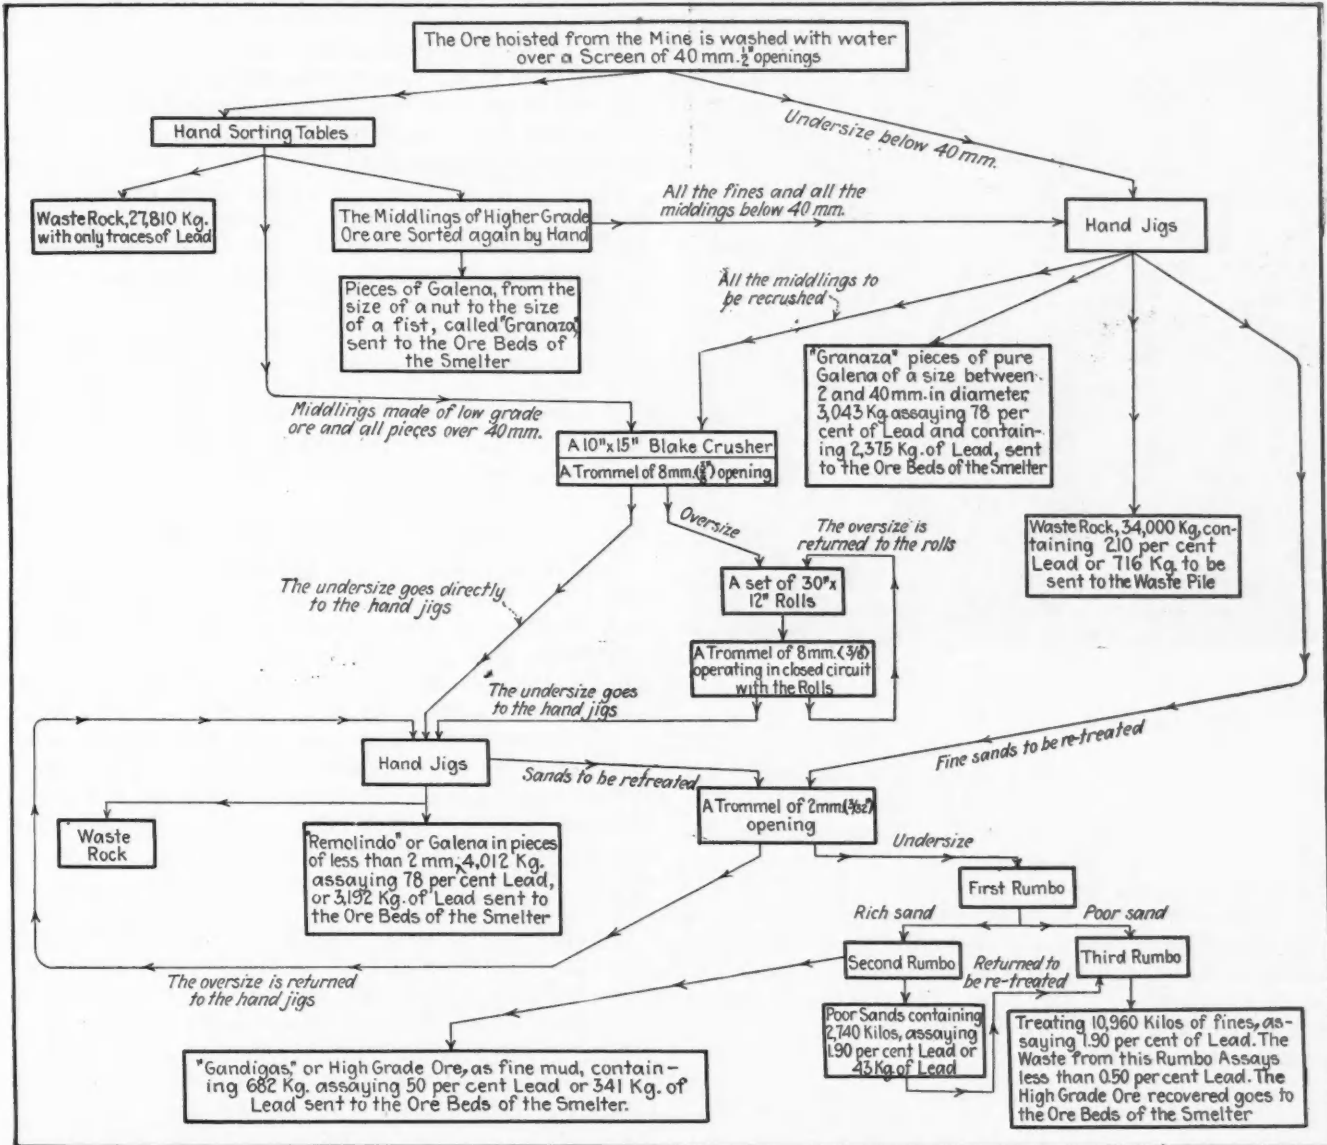 The Ore hoisted from the Mine is washed with water
over a Screen of 40 mm. ½" openings
Hand Sorting Tables
Undersize below 40 mm.
Waste Rock, 27,810 Kg.
with only traces of Lead
The Middlings of Higher Grade
Ore are Sorted again by Hand
All the fines and all the
middings below 40 mm.
Hand Jigs
Pieces of Galena, from the
size of a nut to the size
of a fist, called "Granaza,"
sent to the Ore Beds of
the Smelter
All the middlings to
be recrushed
"Granaza" pieces of pure
Galena of a size between
2 and 40 mm. in diameter
3,043 Kg. assaying 78 per
cent of Lead and contain-
ing 2,375 Kg. of Lead, sent
to the Ore Beds of the Smelter
Middlings made of low grade
ore and all pieces over 40 mm.
A 10" x 15" Blake Crusher
A Trommel of 8 mm. (⅜") opening
Oversize
The oversize is
returned to the rolls
Waste Rock, 34,000 Kg., con-
taining 2.10 per cent
Lead or 716 Kg. to be
sent to the Waste Pile
The undersize goes directly
to the hand jigs
A set of 30" x
12" Rolls
A Trommel of 8 mm. (3/8)
operating in closed circuit
with the Rolls
The undersize goes
to the hand jigs
Hand Jigs
Sands to be retreated
Fine sands to be re-treated
A Trommel of 2 mm. (3/32")
opening
Waste
Rock
"Remolindo" or Galena in pieces
of less than 2 mm, 4,012 Kg.
assaying 78 per cent Lead,
or 3,192 Kg. of Lead sent to
the Ore Beds of the Smelter
Undersize
First Rumbo
Rich sand
Poor sand
Second Rumbo
Returned to
be re-treated
Third Rumbo
The oversize is returned
to the hand jigs
Poor Sands containing
2,740 Kilos, assaying
1.90 per cent Lead or
43 Kg. of Lead
Treating 10,960 Kilos of fines, as-
saying 1.90 per cent of Lead. The
Waste from this Rumbo Assays
less than 0.50 per cent Lead. The
High Grade Ore recovered goes to
the Ore Beds of the Smelter
"Gandigas," or High Grade Ore, as fine mud, contain-
ing 682 Kg. assaying 50 per cent Lead or 341 Kg. of
Lead sent to the Ore Beds of the Smelter.